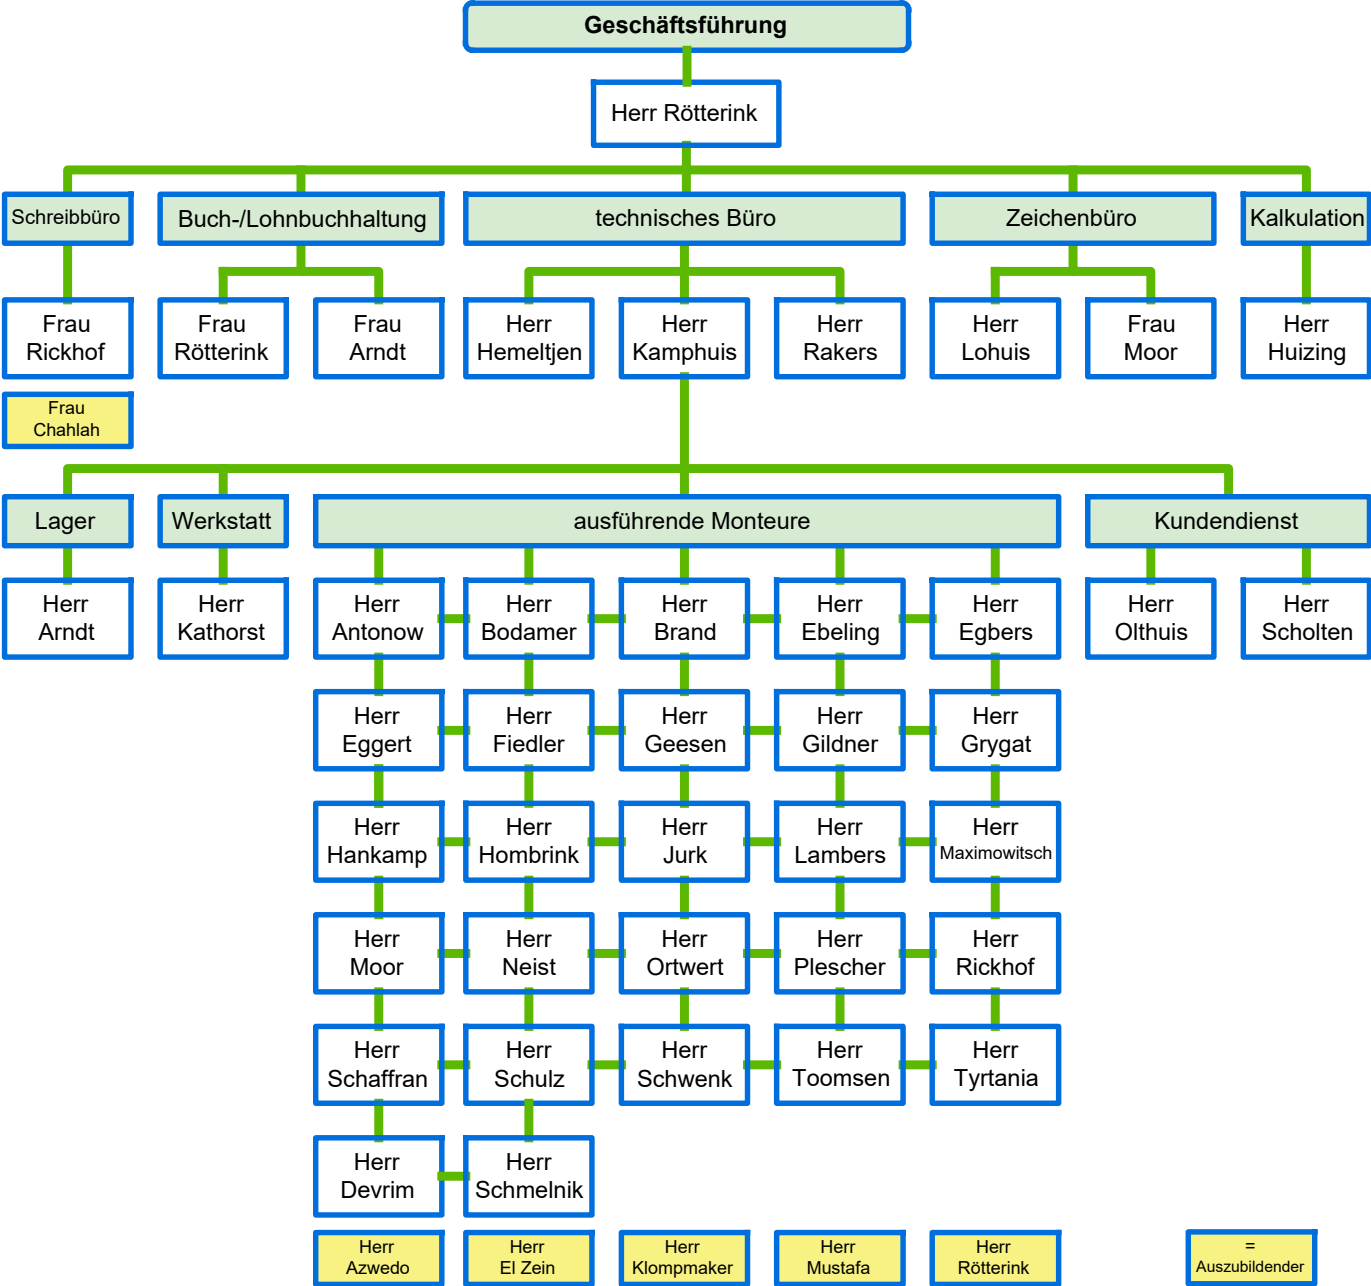 Geschäftsführung
Herr Rötterink
Schreibbüro
Buch-/Lohnbuchhaltung
technisches Büro
Zeichenbüro
Kalkulation
Frau
Rickhof
Frau
Rötterink
Frau
Arndt
Herr
Hemeltjen
Herr
Kamphuis
Herr
Rakers
Herr
Lohuis
Frau
Moor
Herr
Huizing
Frau
Chahlah
Lager
Werkstatt
ausführende Monteure
Kundendienst
Herr
Arndt
Herr
Kathorst
Herr
Antonow
Herr
Bodamer
Herr
Brand
Herr
Ebeling
Herr
Egbers
Herr
Olthuis
Herr
Scholten
Herr
Eggert
Herr
Fiedler
Herr
Geesen
Herr
Gildner
Herr
Grygat
Herr
Hankamp
Herr
Hombrink
Herr
Jurk
Herr
Lambers
Herr
Maximowitsch
Herr
Moor
Herr
Neist
Herr
Ortwert
Herr
Plescher
Herr
Rickhof
Herr
Schaffran
Herr
Schulz
Herr
Schwenk
Herr
Toomsen
Herr
Tyrtania
Herr
Devrim
Herr
Schmelnik
Herr
Azwedo
Herr
El Zein
Herr
Klompmaker
Herr
Mustafa
Herr
Rötterink
=
Auszubildender